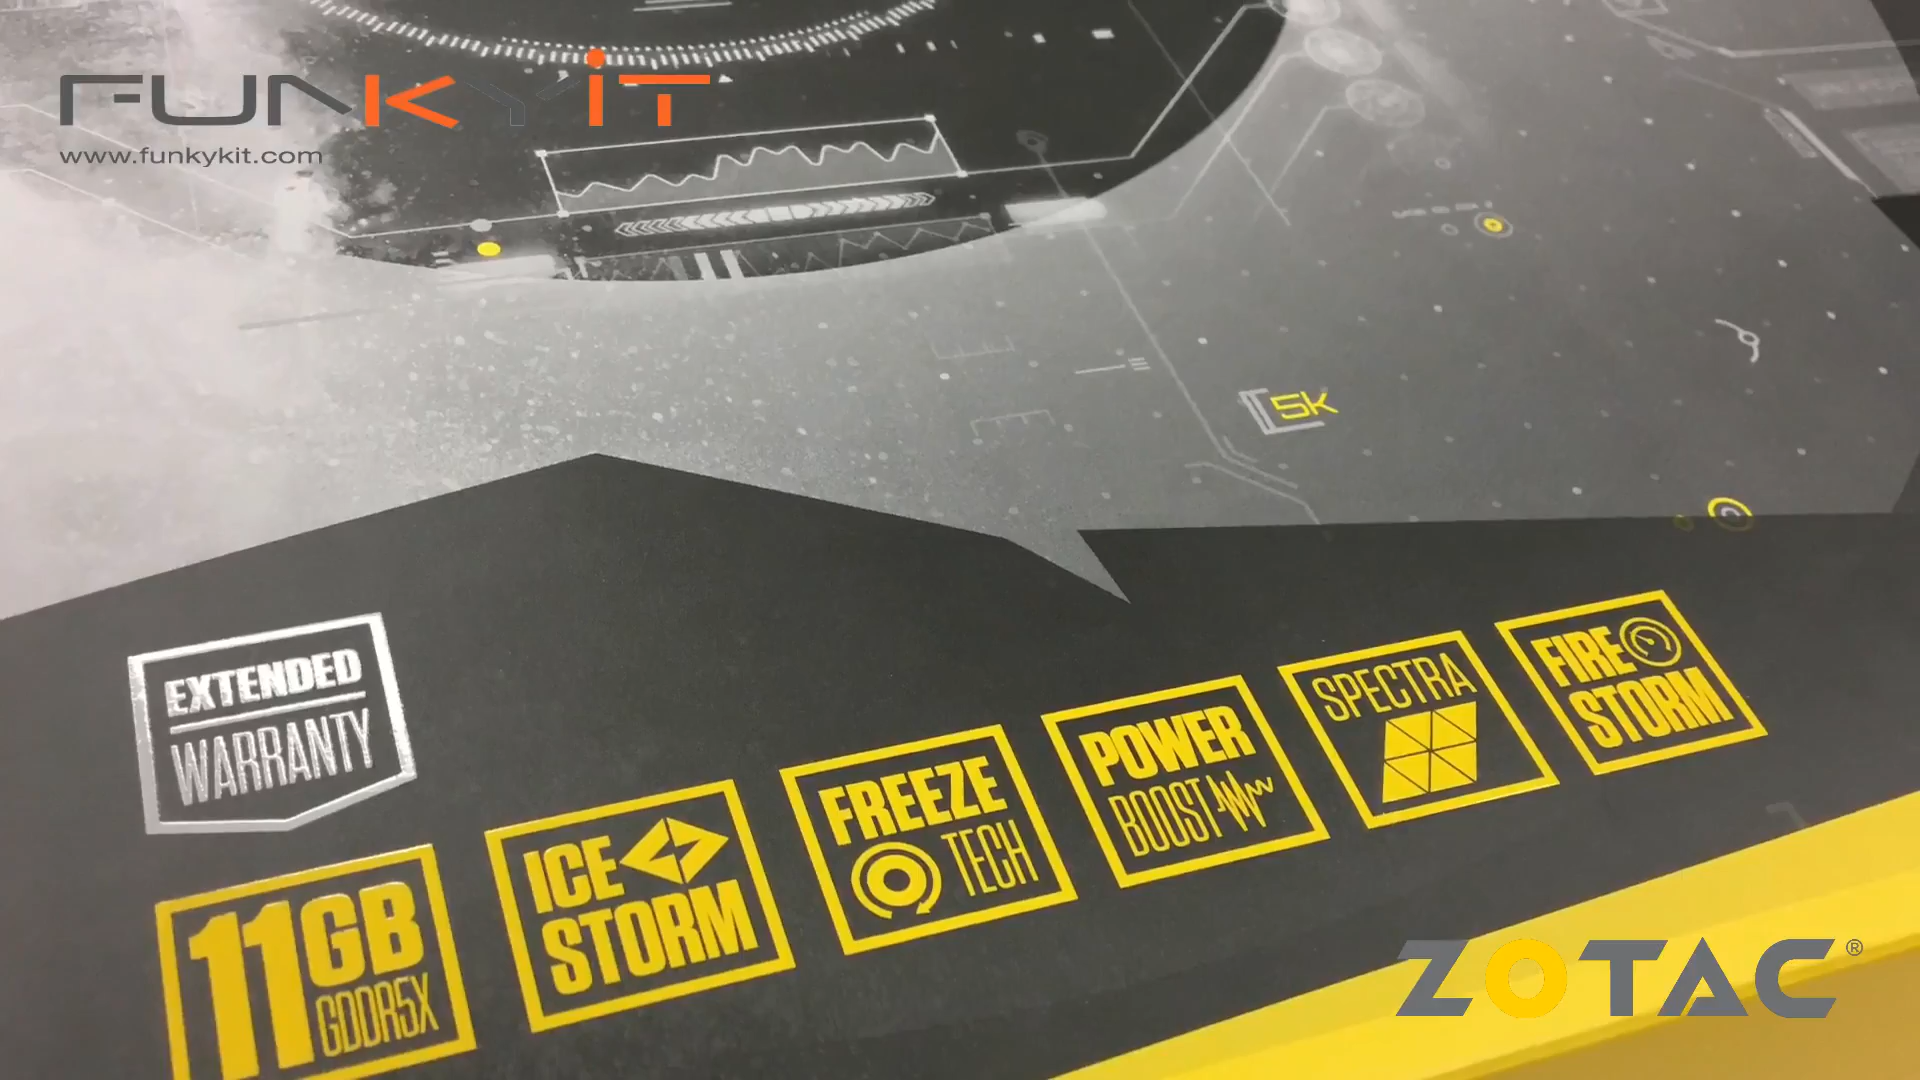 FUNKYKIT
www.funkykit.com
5K
EXTENDED
WARRANTY
11GB
GDDR5X
ICE
STORM
FREEZE
TECH
POWER
BOOST
SPECTRA
FIRE
STORM
ZOTAC®